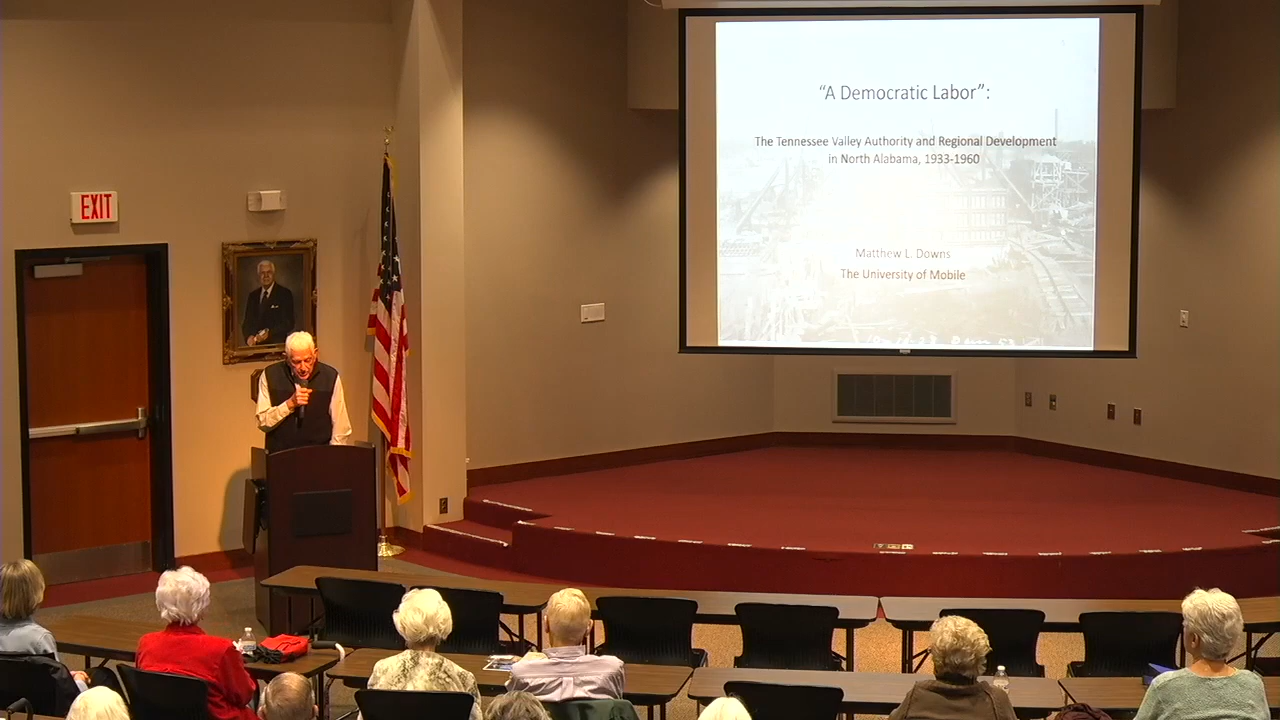 EXIT
“A Democratic Labor”:
The Tennessee Valley Authority and Regional Development
in North Alabama, 1933-1960
Matthew L. Downs
The University of Mobile